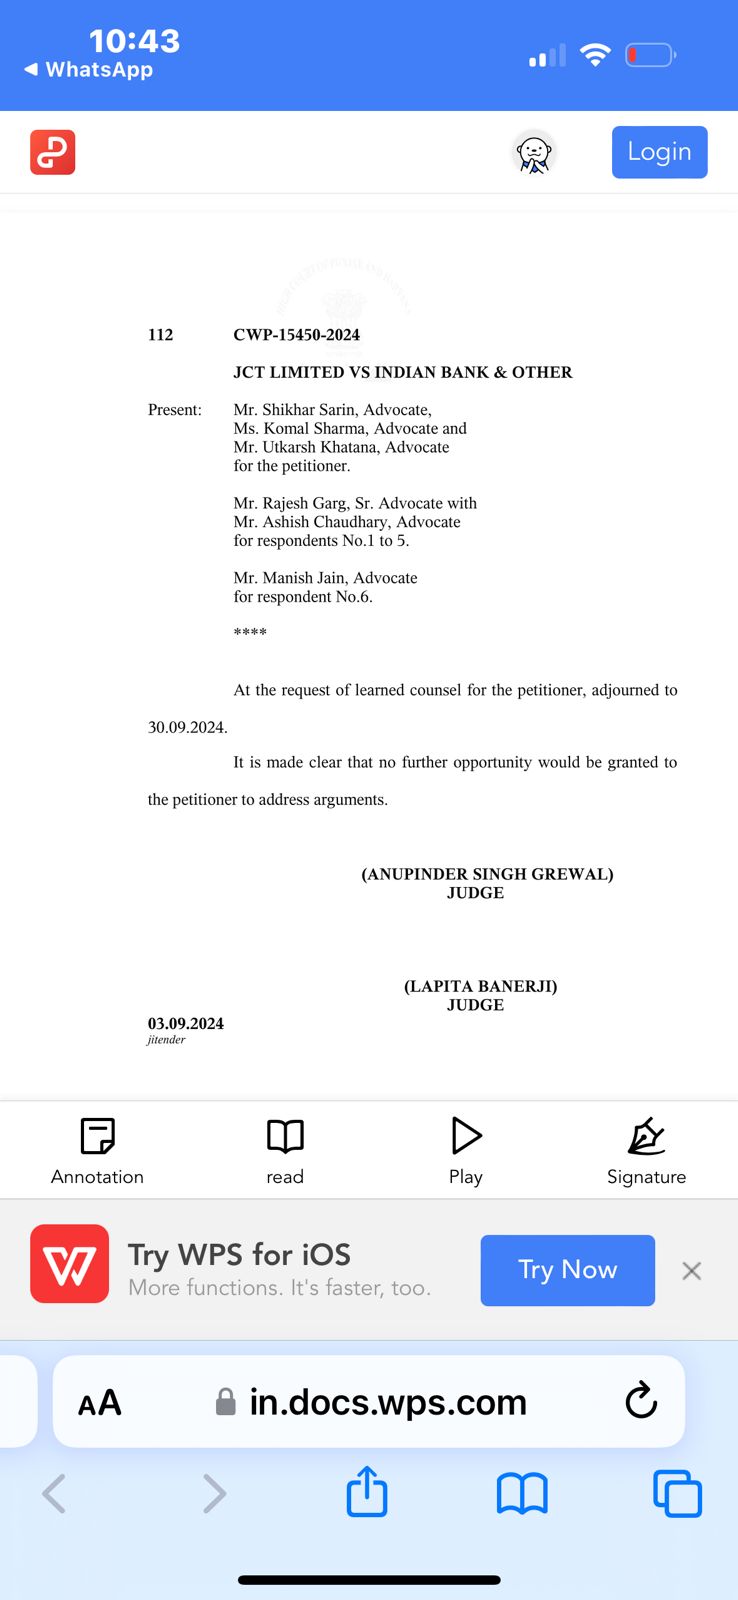 10:43
◀ WhatsApp
Login
112 CWP-15450-2024
JCT LIMITED VS INDIAN BANK & OTHER
Present: Mr. Shikhar Sarin, Advocate,
Ms. Komal Sharma, Advocate and
Mr. Utkarsh Khatana, Advocate
for the petitioner.
Mr. Rajesh Garg, Sr. Advocate with
Mr. Ashish Chaudhary, Advocate
for respondents No.1 to 5.
Mr. Manish Jain, Advocate
for respondent No.6.
****
At the request of learned counsel for the petitioner, adjourned to
30.09.2024.
It is made clear that no further opportunity would be granted to
the petitioner to address arguments.
(ANUPINDER SINGH GREWAL)
JUDGE
(LAPITA BANERJI)
JUDGE
03.09.2024
jitender
Annotation read Play Signature
Try WPS for iOS
More functions. It's faster, too.
Try Now
AA in.docs.wps.com